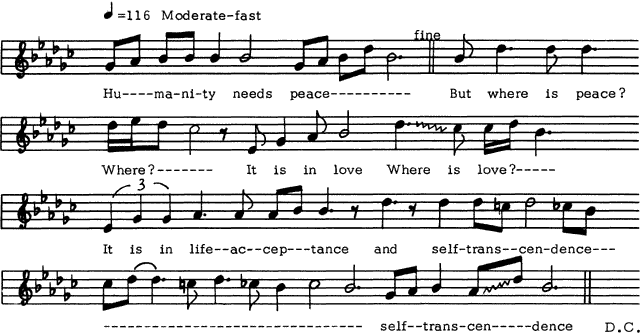 ♩=116 Moderate-fast
fine
Hu----ma-ni-ty needs peace----------- But where is peace?
Where?------- It is in love Where is love?-----
3
It is in life--ac--cep---tance and self-trans--cen-dence---
---------------------------------- self--trans-cen-----dence D.C.